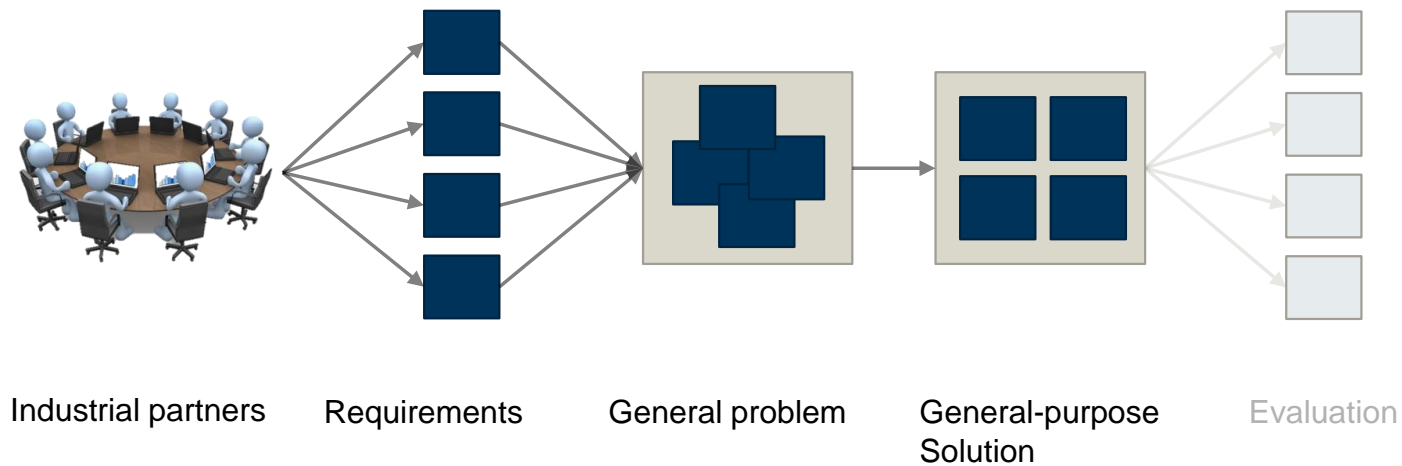 Industrial partners
Requirements
General problem
General-purpose
Solution
Evaluation